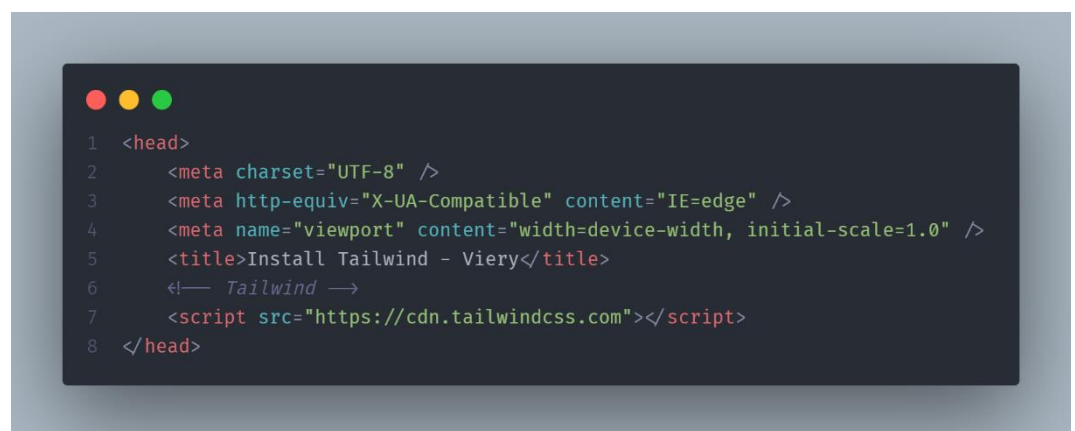 1 <head>
2     <meta charset="UTF-8" />
3     <meta http-equiv="X-UA-Compatible" content="IE=edge" />
4     <meta name="viewport" content="width=device-width, initial-scale=1.0" />
5     <title>Install Tailwind - Viery</title>
6     <!-- Tailwind -->
7     <script src="https://cdn.tailwindcss.com"></script>
8 </head>